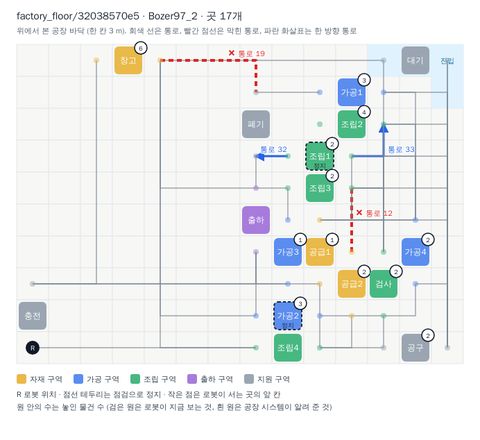 factory_floor/32038570e5 · Bozer97_2 · 곳 17개
위에서 본 공장 바닥 (한 칸 3 m). 회색 선은 통로, 빨간 점선은 막힌 통로, 파란 화살표는 한 방향 통로
창고 6
✕ 통로 19
대기
전립
가공1 3
조립2 4
폐기
통로 32
조립1 2
정지
통로 33
조립3 2
출하
✕ 통로 12
가공3 1
공급1 1
가공4 2
공급2 2
검사 2
충전
가공2 3
정지
R
조립4
공구 2
자재 구역
가공 구역
조립 구역
출하 구역
지원 구역
R 로봇 위치 · 점선 테두리는 점검으로 정지 · 작은 점은 로봇이 서는 곳의 앞 칸
원 안의 수는 놓인 물건 수 (검은 원은 로봇이 지금 보는 것, 흰 원은 공장 시스템이 알려 준 것)